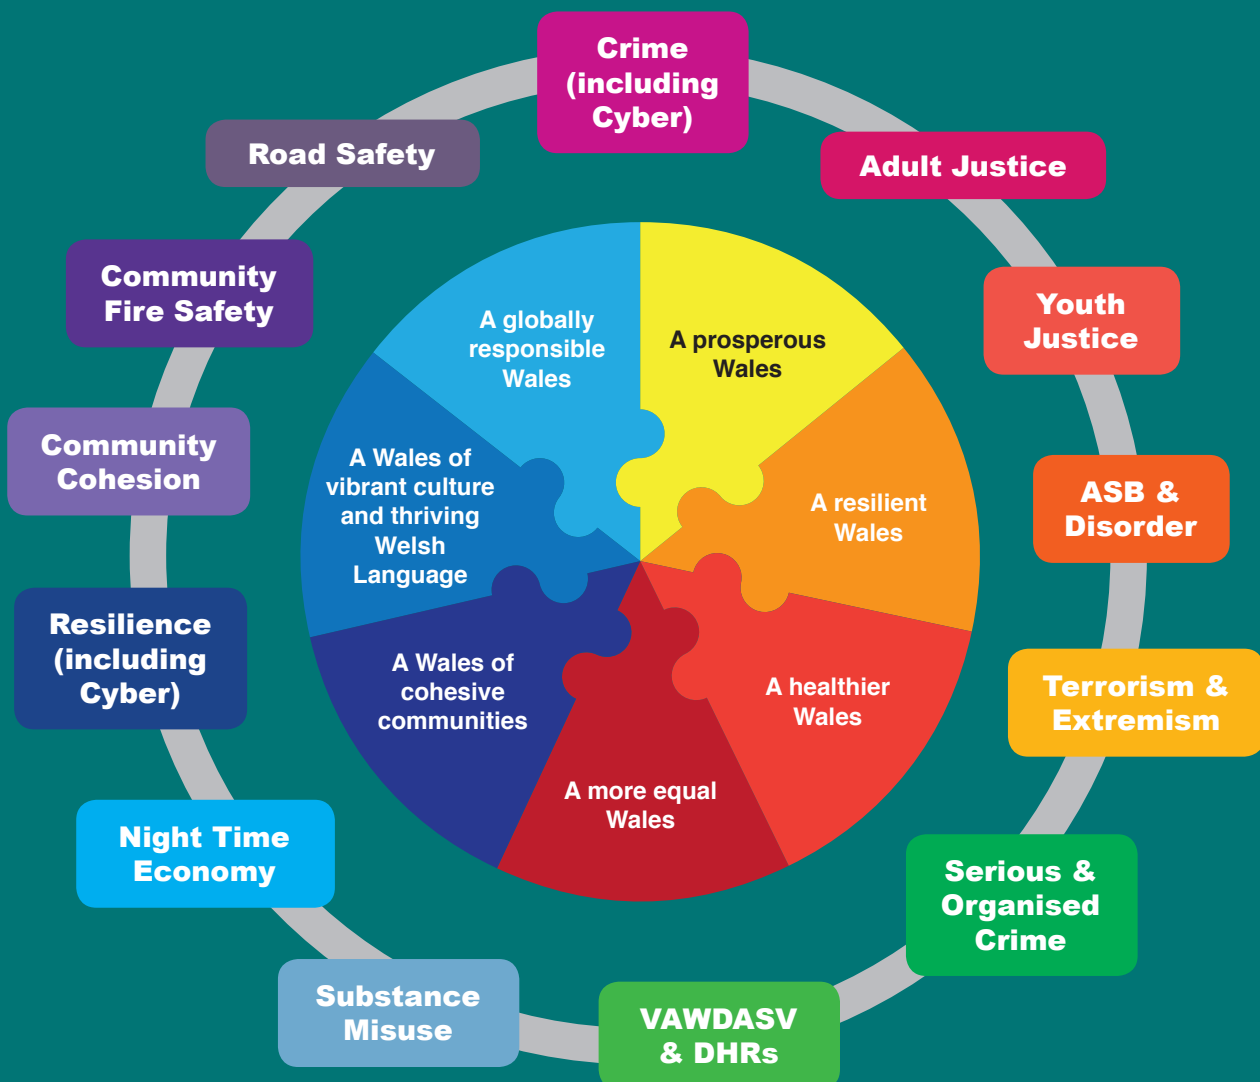 Crime
(including
Cyber)
Adult Justice
Youth
Justice
ASB &
Disorder
Terrorism &
Extremism
Serious &
Organised
Crime
VAWDASV
& DHRs
Substance
Misuse
Night Time
Economy
Resilience
(including
Cyber)
Community
Cohesion
Community
Fire Safety
Road Safety
A prosperous
Wales
A resilient
Wales
A healthier
Wales
A more equal
Wales
A Wales of
cohesive
communities
A Wales of
vibrant culture
and thriving
Welsh
Language
A globally
responsible
Wales